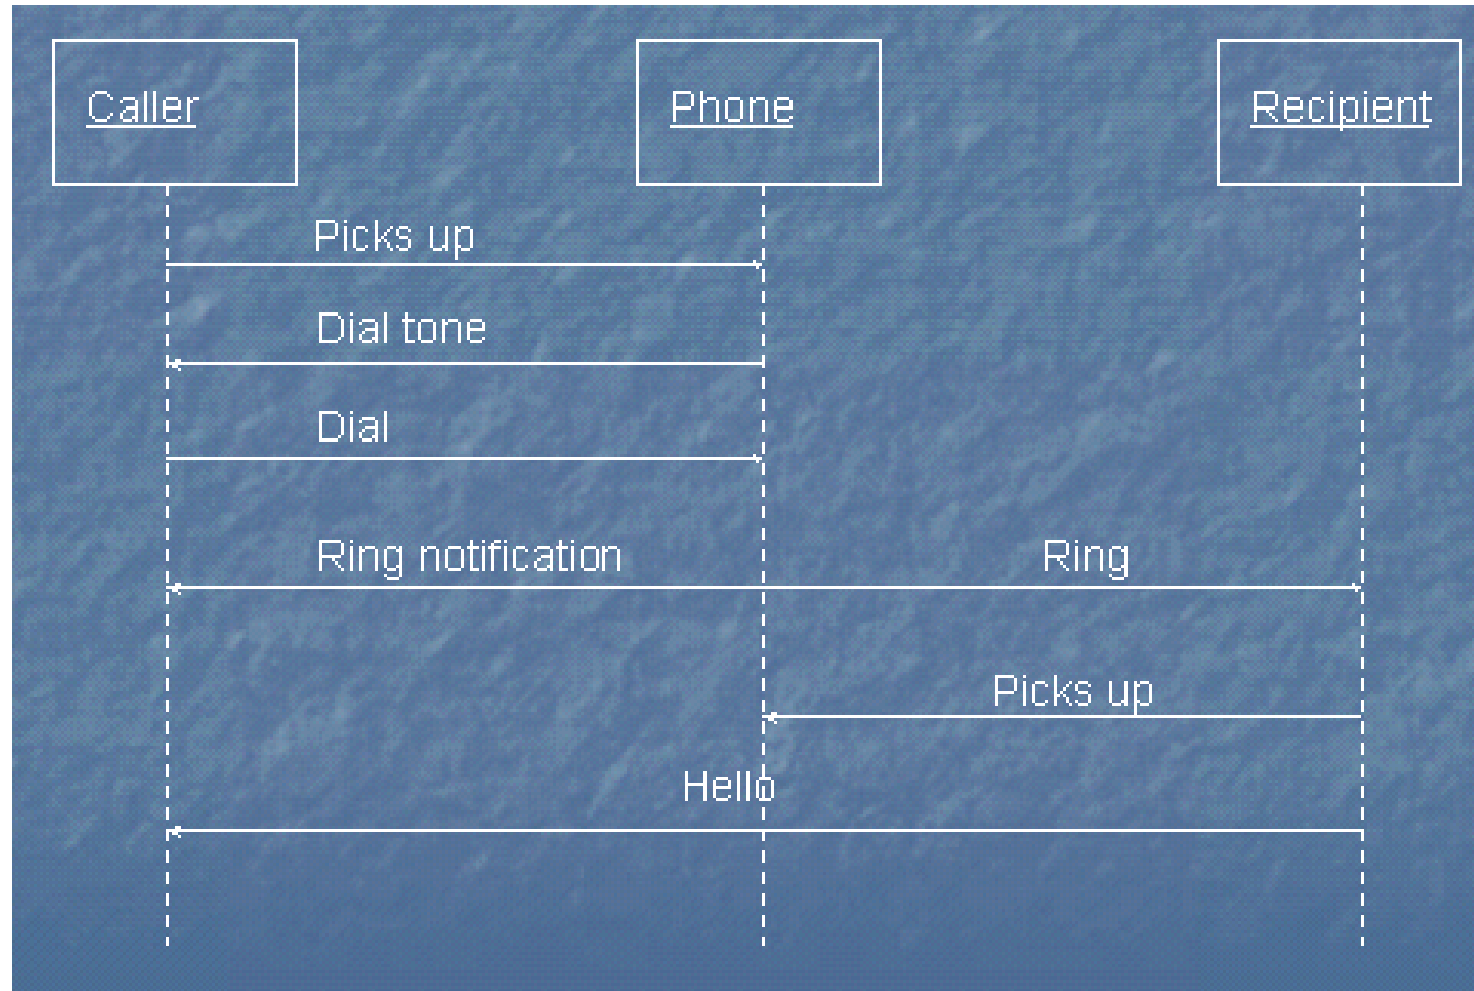 Caller
Phone
Recipient
Picks up
Dial tone
Dial
Ring notification
Ring
Picks up
Hello